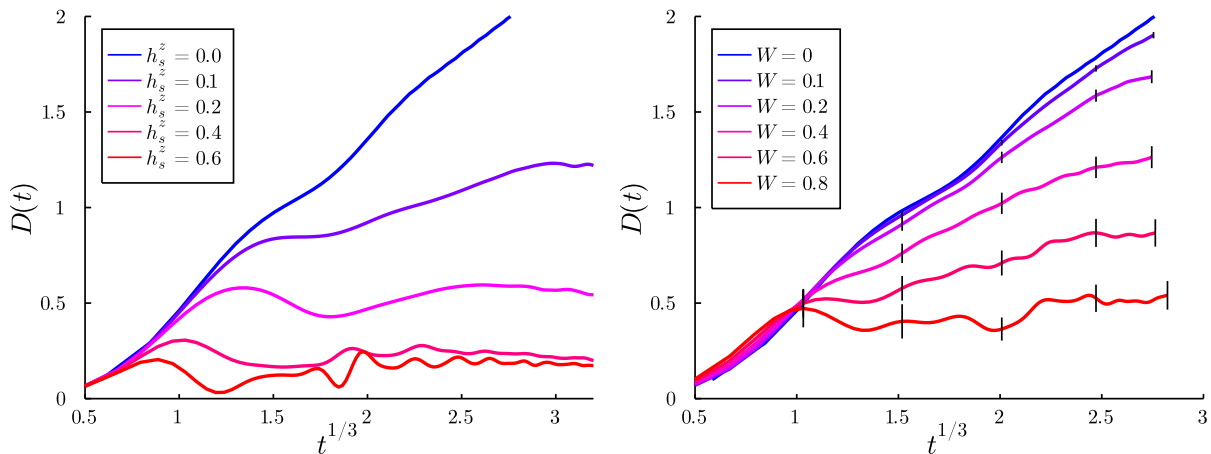 D(t)
2
1.5
1
0.5
0
h_s^z = 0.0
h_s^z = 0.1
h_s^z = 0.2
h_s^z = 0.4
h_s^z = 0.6
0.5 1 1.5 2 2.5 3
t^{1/3}
D(t)
2
1.5
1
0.5
0
W = 0
W = 0.1
W = 0.2
W = 0.4
W = 0.6
W = 0.8
0.5 1 1.5 2 2.5 3
t^{1/3}